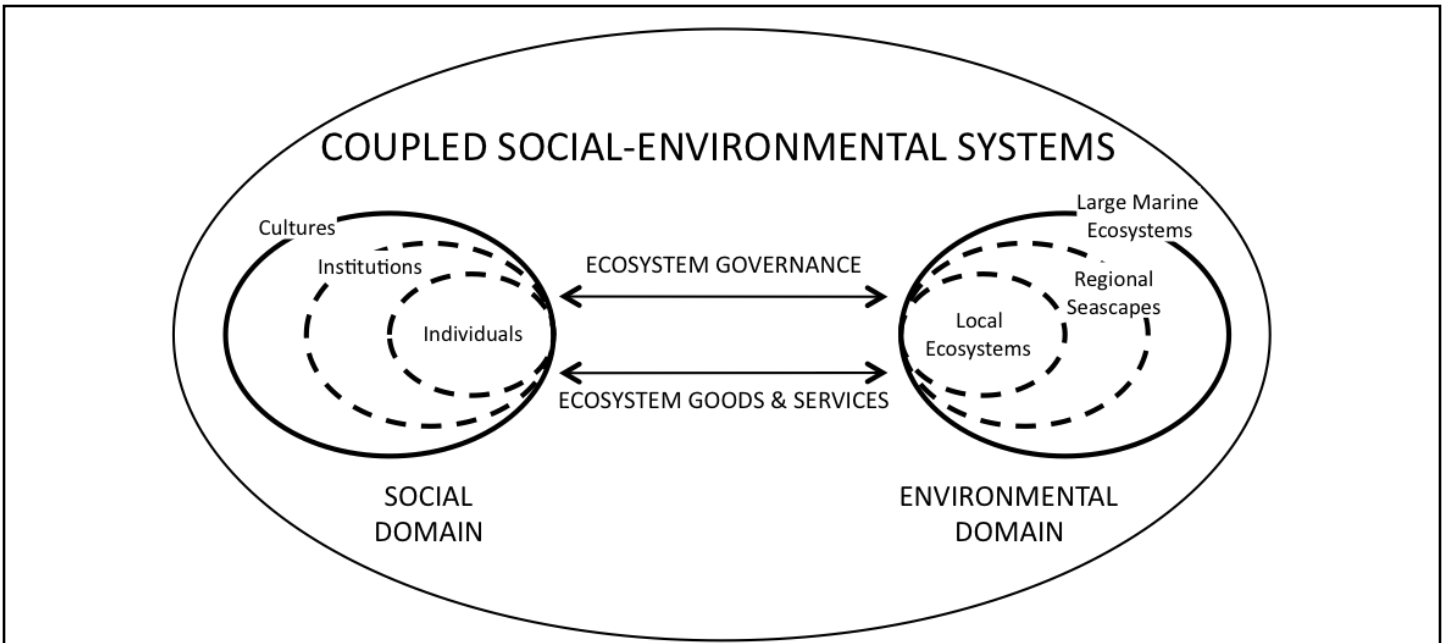 COUPLED SOCIAL-ENVIRONMENTAL SYSTEMS
Cultures
Institutions
Individuals
ECOSYSTEM GOVERNANCE
ECOSYSTEM GOODS & SERVICES
Large Marine
Ecosystems
Regional
Seascapes
Local
Ecosystems
SOCIAL
DOMAIN
ENVIRONMENTAL
DOMAIN